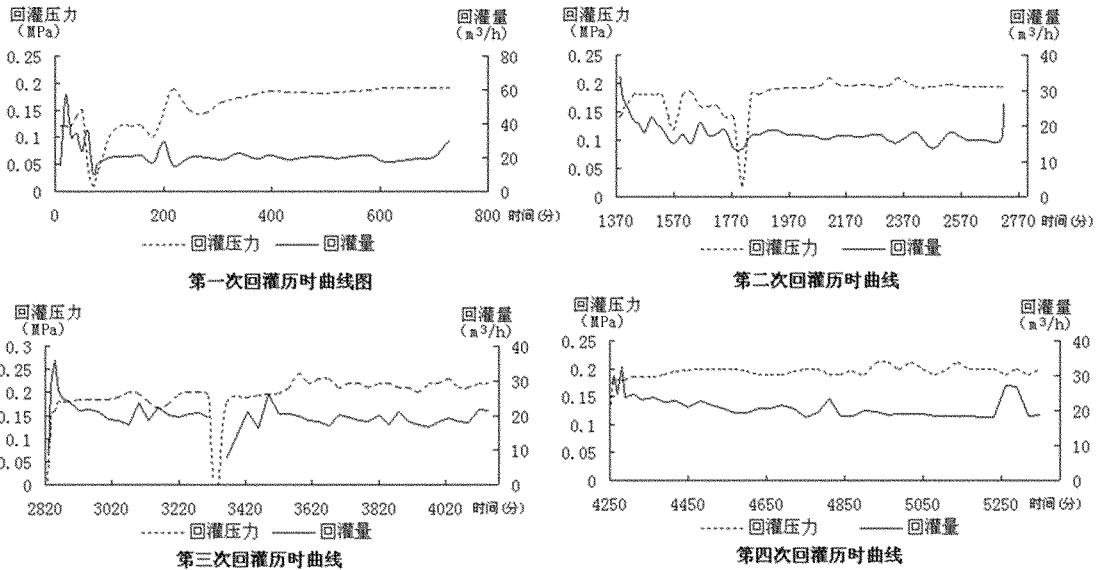 回灌压力
(MPa)
回灌量
(m³/h)
0.25
0.2
0.15
0.1
0.05
0
80
60
40
20
0
0 200 400 600 800 时间(分)
回灌压力 回灌量
第一次回灌历时曲线图
回灌压力
(MPa)
回灌量
(m³/h)
0.25
0.2
0.15
0.1
0.05
0
40
30
20
10
0
1370 1570 1770 1970 2170 2370 2570 2770 时间(分)
回灌压力 回灌量
第二次回灌历时曲线
回灌压力
(MPa)
回灌量
(m³/h)
0.3
0.25
0.2
0.15
0.1
0.05
0
40
30
20
10
0
2820 3020 3220 3420 3620 3820 4020 时间(分)
回灌压力 回灌量
第三次回灌历时曲线
回灌压力
(MPa)
回灌量
(m³/h)
0.25
0.2
0.15
0.1
0.05
0
40
30
20
10
0
4250 4450 4650 4850 5050 5250 时间(分)
回灌压力 回灌量
第四次回灌历时曲线